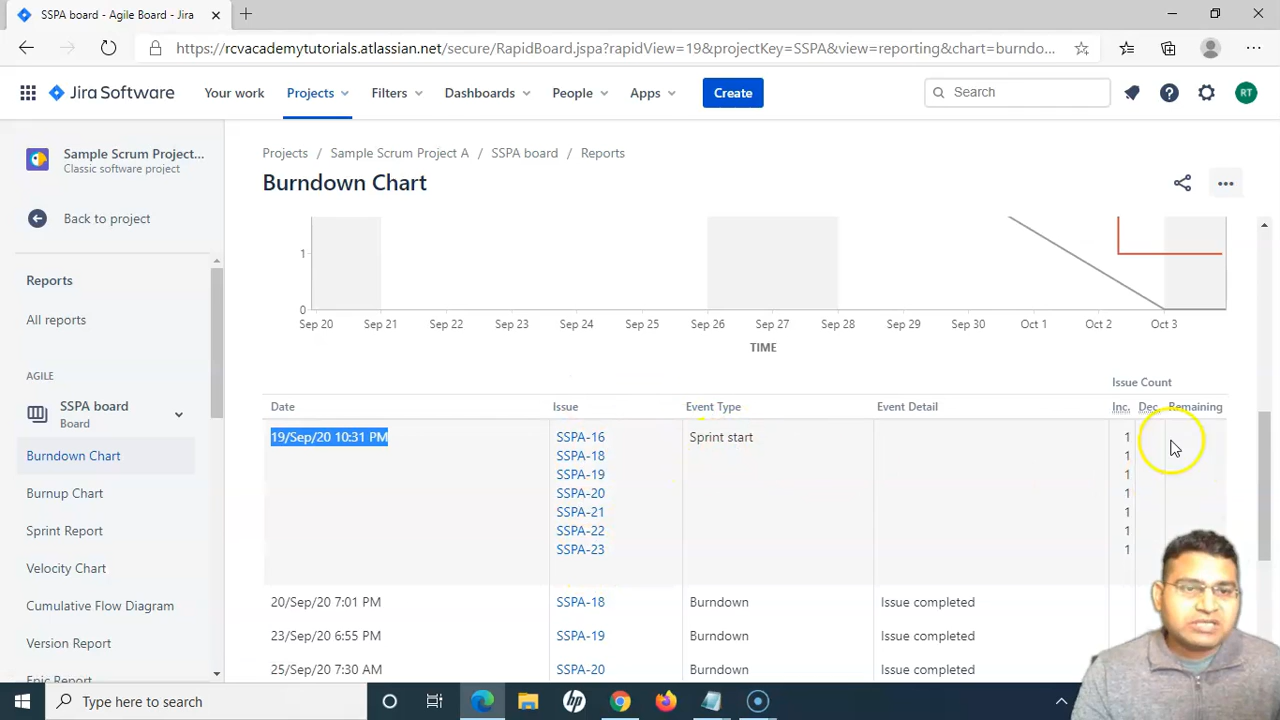 SSPA board - Agile Board - Jira
https://rcvacademytutorials.atlassian.net/secure/RapidBoard.jspa?rapidView=19&projectKey=SSPA&view=reporting&chart=burndo...
Jira Software
Your work
Projects
Filters
Dashboards
People
Apps
Create
Search
RT
Sample Scrum Project...
Classic software project
Back to project
Reports
All reports
AGILE
SSPA board
Board
Burndown Chart
Burnup Chart
Sprint Report
Velocity Chart
Cumulative Flow Diagram
Version Report
Epic Report
Projects / Sample Scrum Project A / SSPA board / Reports
Burndown Chart
1
0
Sep 20 Sep 21 Sep 22 Sep 23 Sep 24 Sep 25 Sep 26 Sep 27 Sep 28 Sep 29 Sep 30 Oct 1 Oct 2 Oct 3
TIME
Issue Count
Date Issue Event Type Event Detail Inc. Dec. Remaining
19/Sep/20 10:31 PM SSPA-16 Sprint start 1
SSPA-18 1
SSPA-19 1
SSPA-20 1
SSPA-21 1
SSPA-22 1
SSPA-23 1
20/Sep/20 7:01 PM SSPA-18 Burndown Issue completed
23/Sep/20 6:55 PM SSPA-19 Burndown Issue completed
25/Sep/20 7:30 AM SSPA-20 Burndown Issue completed
Type here to search